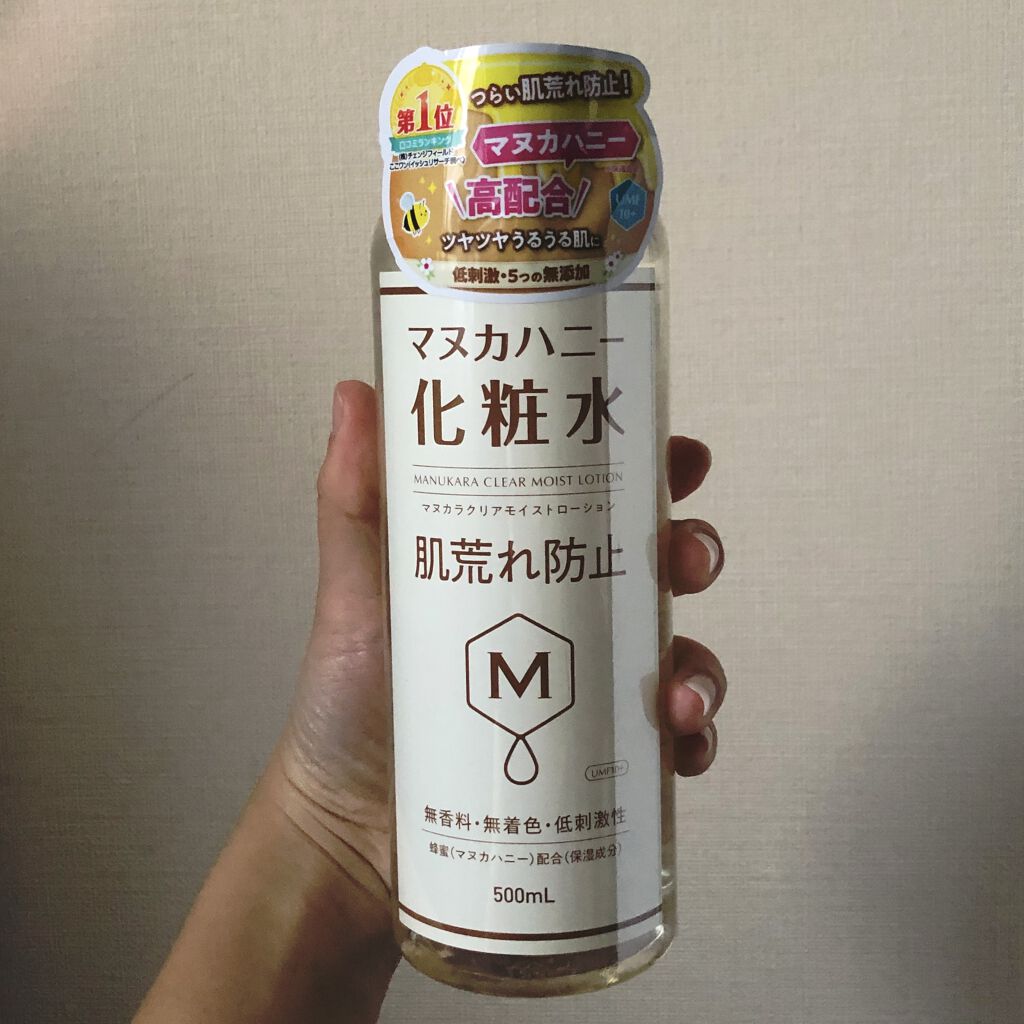 第1位
口コミランキング
つらい肌荒れ防止!
マヌカハニー
高配合
UMF
10+
ツヤツヤうるうる肌に
低刺激・5つの無添加
マヌカハニー
化粧水
MANUKARA CLEAR MOIST LOTION
マヌカラクリアモイストローション
肌荒れ防止
M
UMF10+
無香料・無着色・低刺激性
蜂蜜(マヌカハニー)配合(保湿成分)
500mL